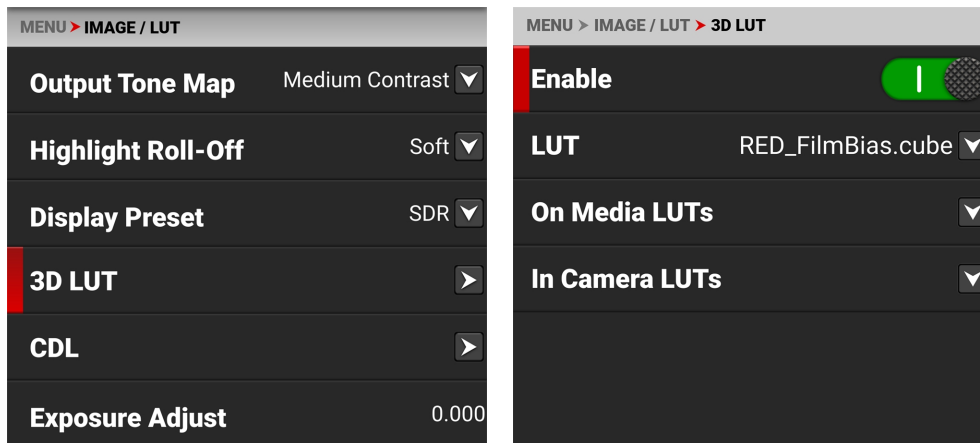 MENU > IMAGE / LUT
Output Tone Map Medium Contrast
Highlight Roll-Off Soft
Display Preset SDR
3D LUT
CDL
Exposure Adjust 0.000
MENU > IMAGE / LUT > 3D LUT
Enable
LUT RED_FilmBias.cube
On Media LUTs
In Camera LUTs